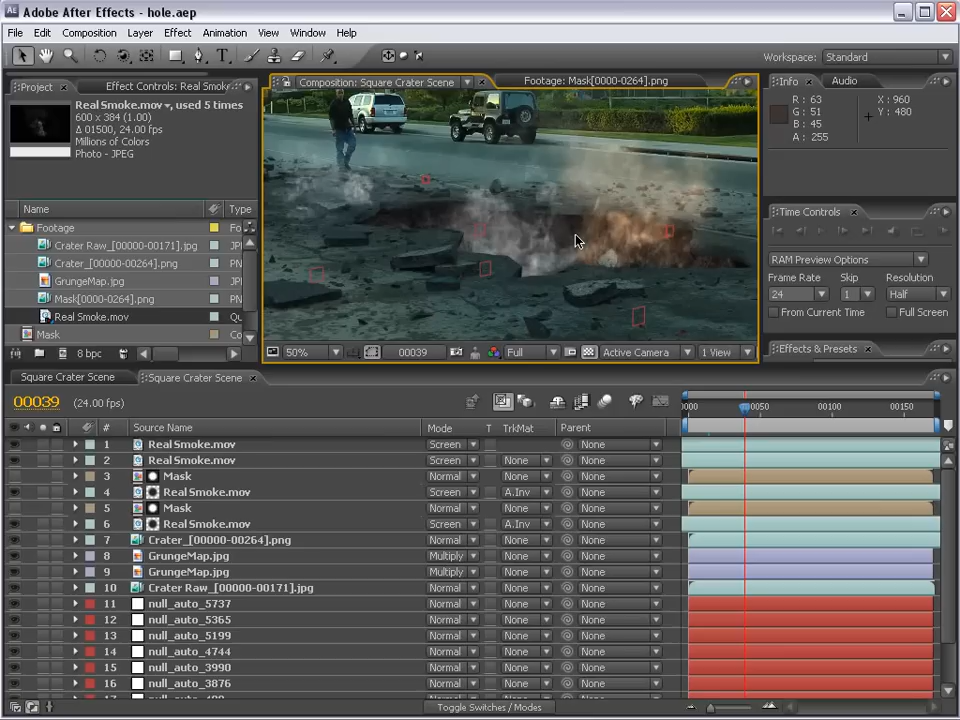 Adobe After Effects - hole.aep
File Edit Composition Layer Effect Animation View Window Help
Workspace: Standard
Project Effect Controls: Real Smoky
Composition: Square Crater Scene
Footage: Mask[0000-0264].png
Info Audio
Real Smoke.mov, used 5 times
600 x 384 (1.00)
Δ 01500, 24.00 fps
Millions of Colors
Photo - JPEG
R: 63
G: 51
B: 45
A: 255
X: 960
Y: 480
Name Type
Footage
Crater Raw_[00000-00171].jpg JP
Crater_[00000-00264].png PN
GrungeMap.jpg JP
Mask[0000-0264].png PN
Real Smoke.mov Qu
Mask Co
8 bpc
Time Controls
RAM Preview Options
Frame Rate Skip Resolution
24 1 Half
From Current Time Full Screen
Effects & Presets
50% 00039 Full Active Camera 1 View
Square Crater Scene Square Crater Scene
00039 (24.00 fps)
0000 00050 00100 00150
# Source Name Mode T TrkMat Parent
1 Real Smoke.mov Screen None
2 Real Smoke.mov Screen None None
3 Mask Normal None None
4 Real Smoke.mov Screen A.Inv None
5 Mask Normal None None
6 Real Smoke.mov Screen A.Inv None
7 Crater_[00000-00264].png Normal None None
8 GrungeMap.jpg Multiply None None
9 GrungeMap.jpg Multiply None None
10 Crater Raw_[00000-00171].jpg Normal None None
11 null_auto_5737 Normal None None
12 null_auto_5365 Normal None None
13 null_auto_5199 Normal None None
14 null_auto_4744 Normal None None
15 null_auto_3990 Normal None None
16 null_auto_3876 Normal None None
Toggle Switches / Modes